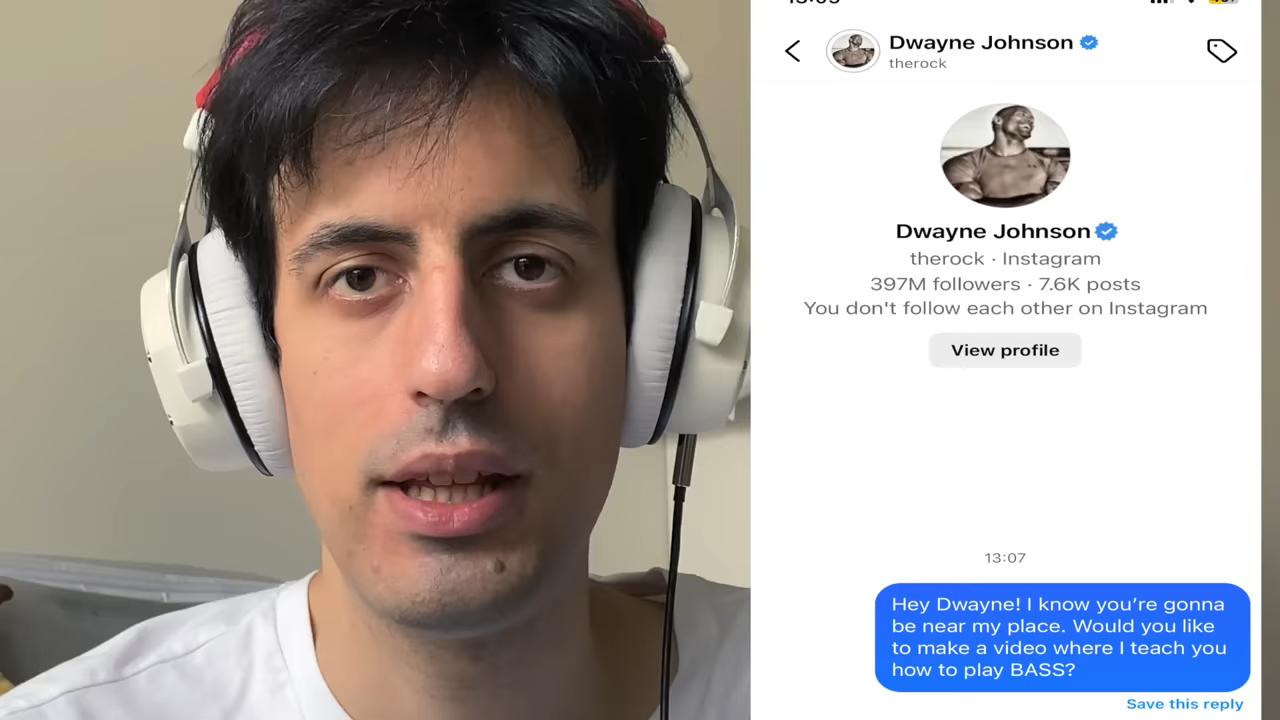 13:09
Dwayne Johnson
therock
Dwayne Johnson
therock · Instagram
397M followers · 7.6K posts
You don't follow each other on Instagram
View profile
13:07
Hey Dwayne! I know you’re gonna
be near my place. Would you like
to make a video where I teach you
how to play BASS?
Save this reply